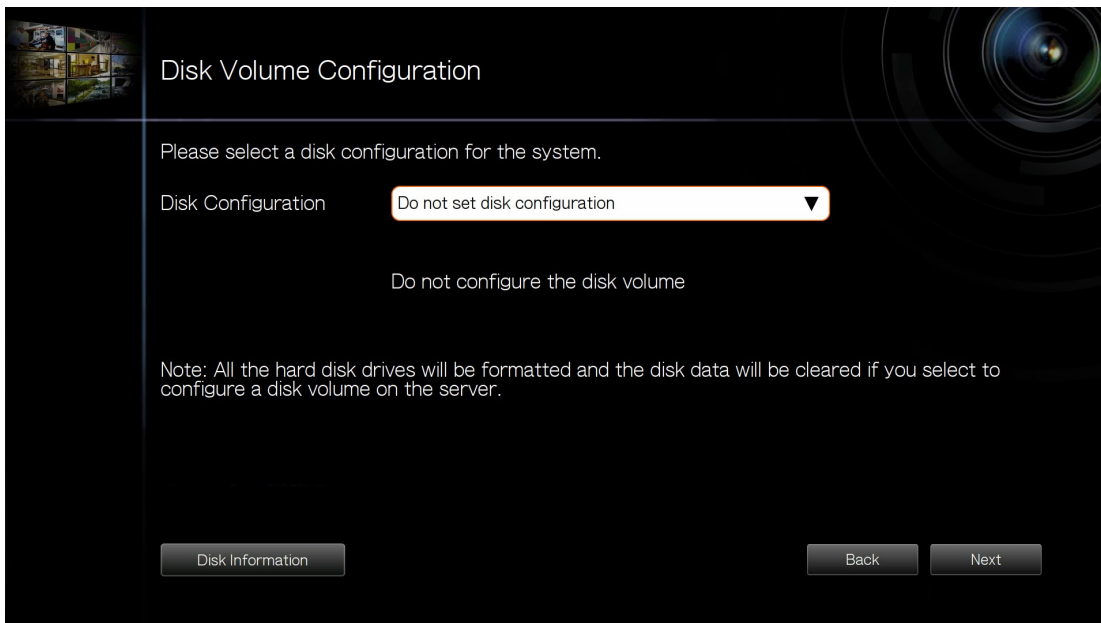 Disk Volume Configuration
Please select a disk configuration for the system.
Disk Configuration
Do not set disk configuration
Do not configure the disk volume
Note: All the hard disk drives will be formatted and the disk data will be cleared if you select to
configure a disk volume on the server.
Disk Information
Back
Next